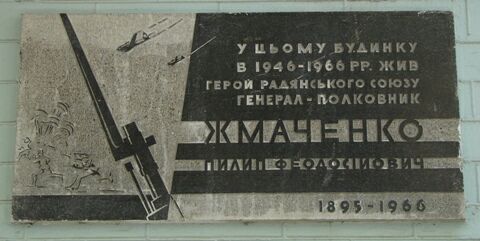 У ЦЬОМУ БУДИНКУ
В 1946-1966 РР. ЖИВ
ГЕРОЙ РАДЯНСЬКОГО СОЮЗУ
ГЕНЕРАЛ-ПОЛКОВНИК
ЖМАЧЕНКО
ПИЛИП ФЕОДОСІЙОВИЧ
1895-1966